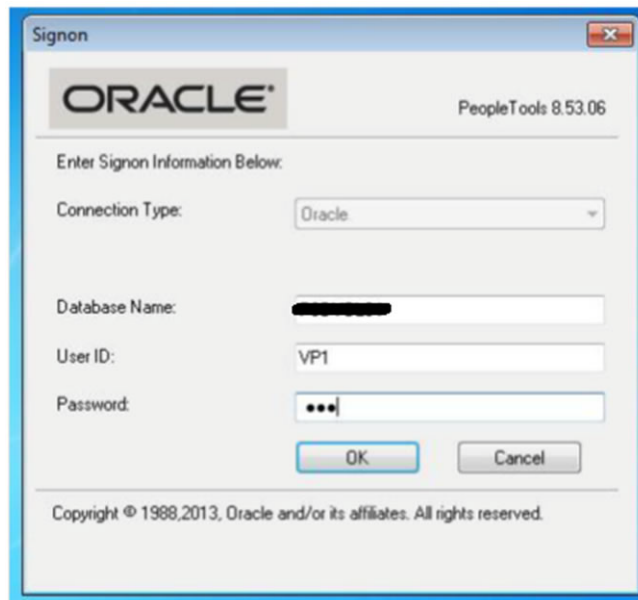 Signon
ORACLE®
PeopleTools 8.53.06
Enter Signon Information Below:
Connection Type:
Oracle
Database Name:
User ID:
VP1
Password:
•••
OK
Cancel
Copyright © 1988,2013, Oracle and/or its affiliates. All rights reserved.